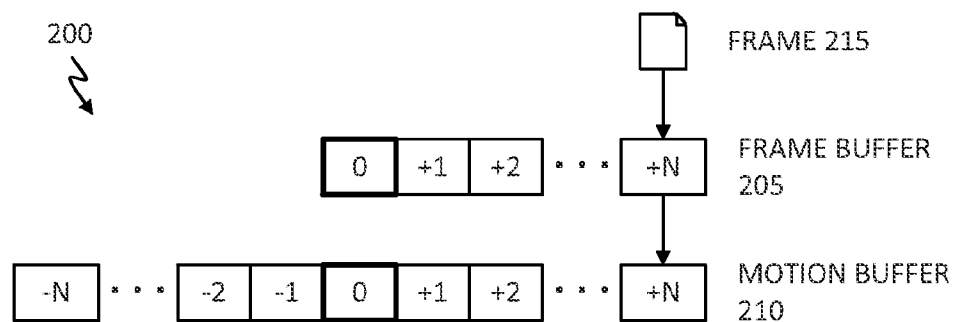 200
FRAME 215
0 +1 +2 • • • +N
FRAME BUFFER
205
-N • • • -2 -1 0 +1 +2 • • • +N
MOTION BUFFER
210